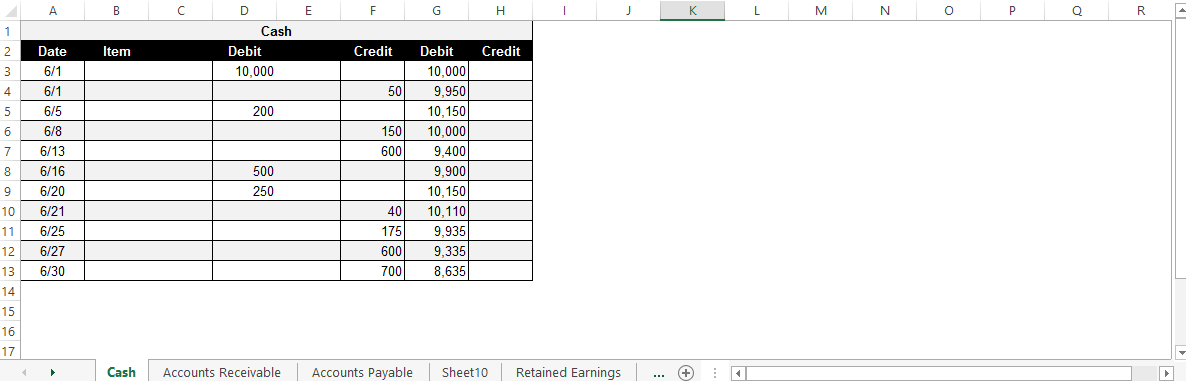 A B C D E F G H I J K L M N O P Q R
1 Cash
2 Date Item Debit Credit Debit Credit
3 6/1 10,000 10,000
4 6/1 50 9,950
5 6/5 200 10,150
6 6/8 150 10,000
7 6/13 600 9,400
8 6/16 500 9,900
9 6/20 250 10,150
10 6/21 40 10,110
11 6/25 175 9,935
12 6/27 600 9,335
13 6/30 700 8,635
14
15
16
17
Cash Accounts Receivable Accounts Payable Sheet10 Retained Earnings ...